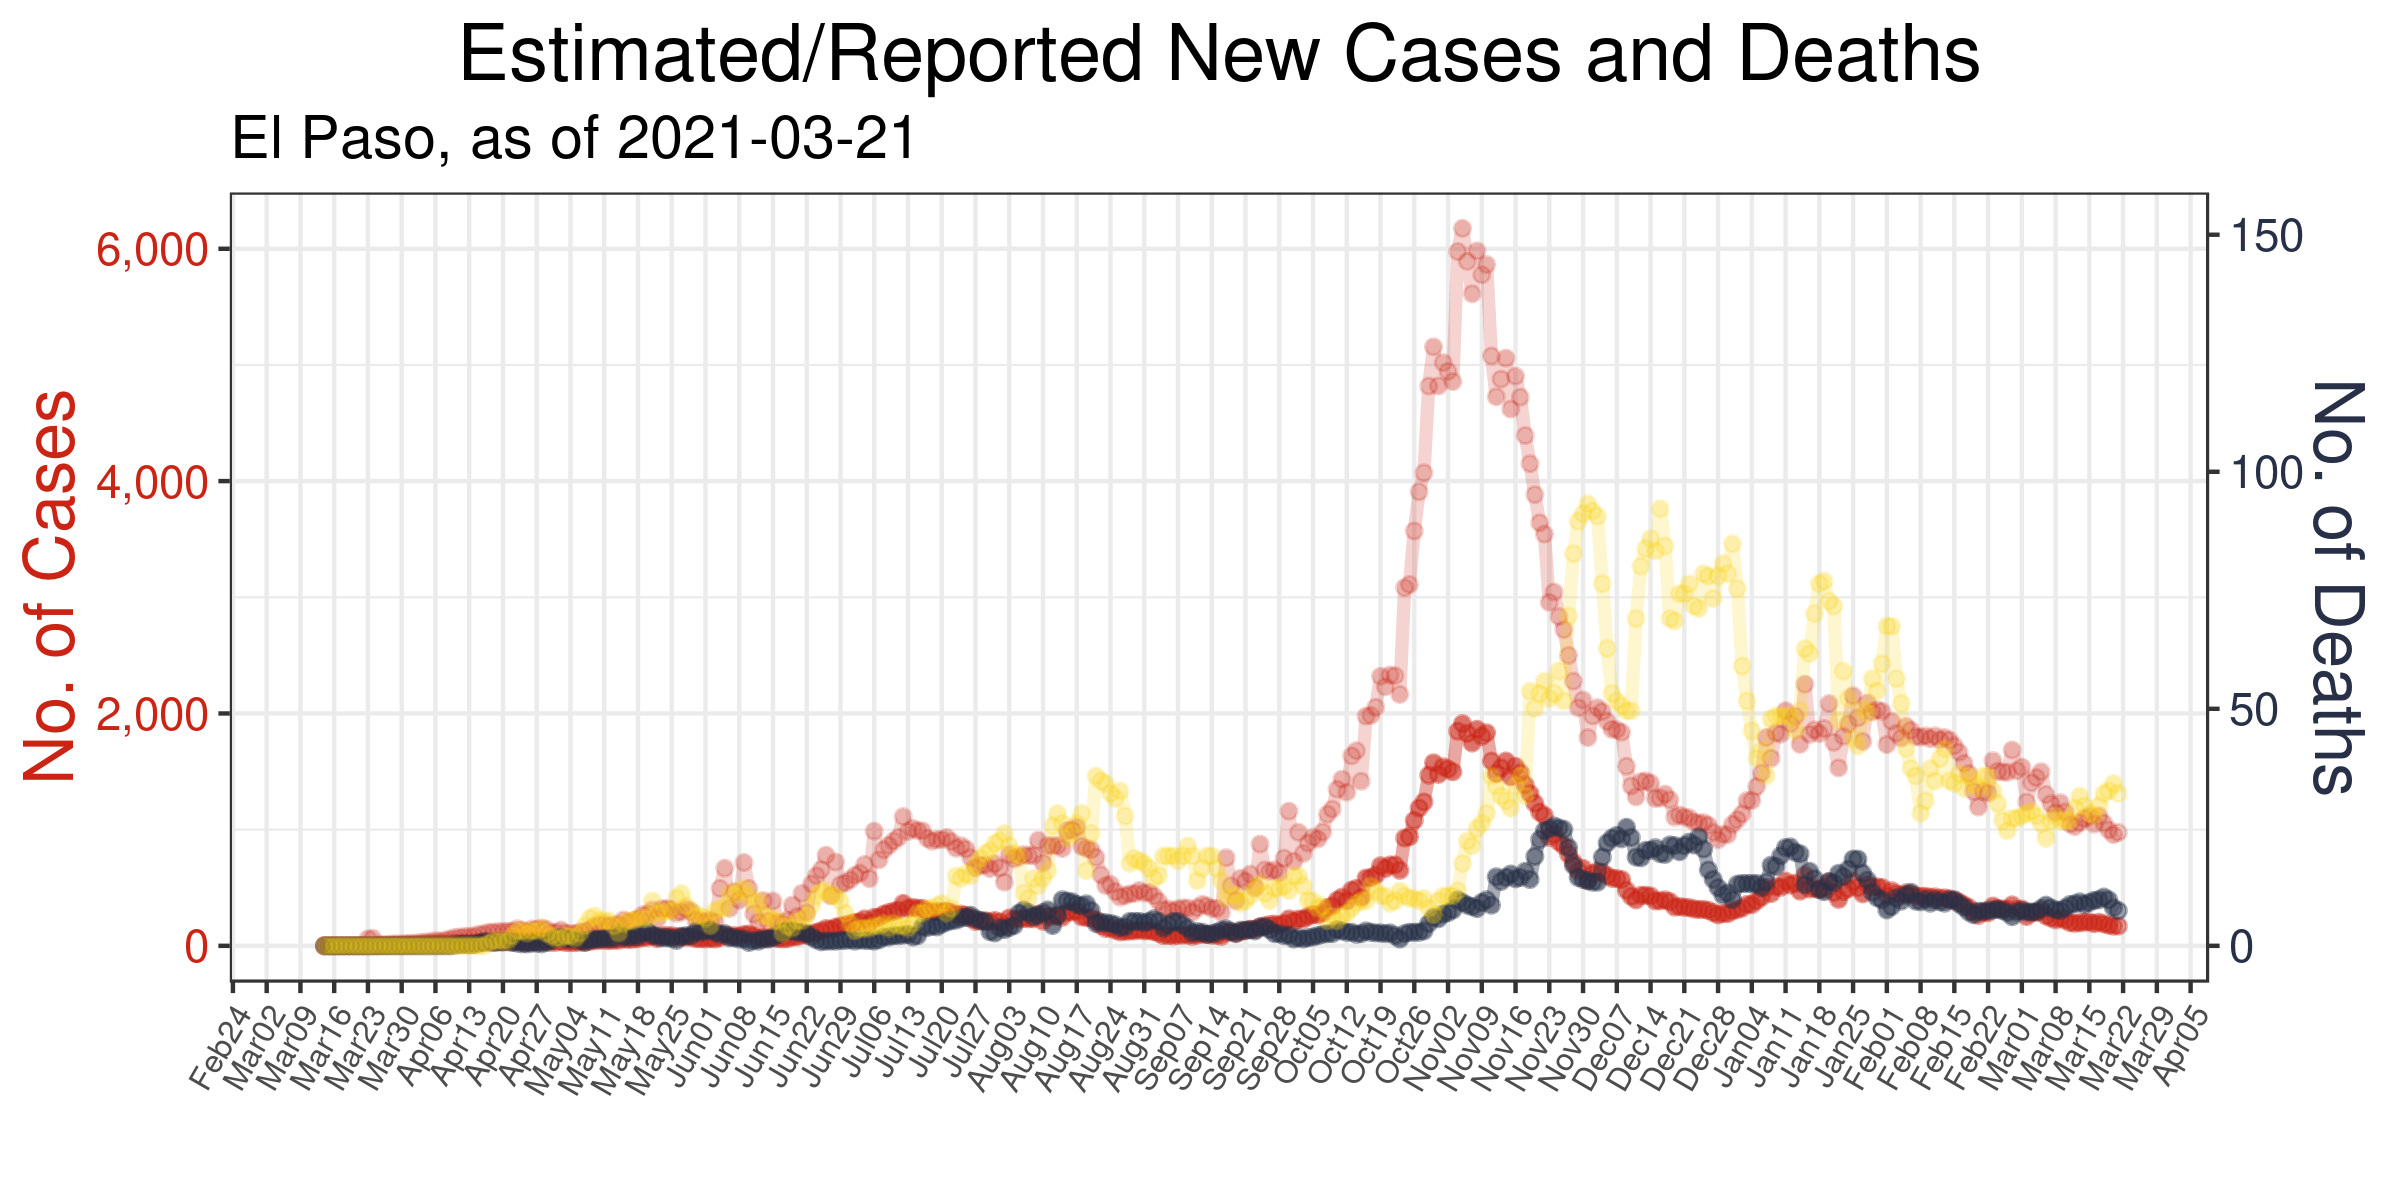 Estimated/Reported New Cases and Deaths
El Paso, as of 2021-03-21
No. of Cases
6,000
4,000
2,000
0
150
100
50
0
No. of Deaths
Feb24
Mar02
Mar09
Mar16
Mar23
Mar30
Apr06
Apr13
Apr20
Apr27
May04
May11
May18
May25
Jun01
Jun08
Jun15
Jun22
Jun29
Jul06
Jul13
Jul20
Jul27
Aug03
Aug10
Aug17
Aug24
Aug31
Sep07
Sep14
Sep21
Sep28
Oct05
Oct12
Oct19
Oct26
Nov02
Nov09
Nov16
Nov23
Nov30
Dec07
Dec14
Dec21
Dec28
Jan04
Jan11
Jan18
Jan25
Feb01
Feb08
Feb15
Feb22
Mar01
Mar08
Mar15
Mar22
Mar29
Apr05